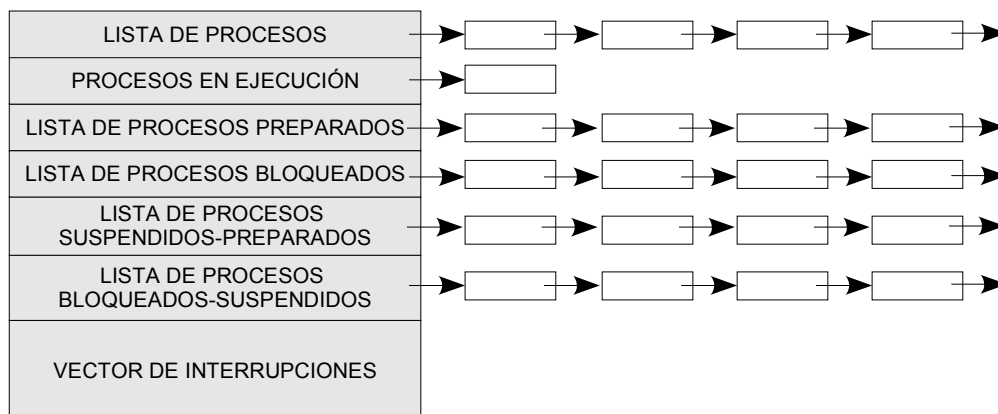 LISTA DE PROCESOS
PROCESOS EN EJECUCIÓN
LISTA DE PROCESOS PREPARADOS
LISTA DE PROCESOS BLOQUEADOS
LISTA DE PROCESOS
SUSPENDIDOS-PREPARADOS
LISTA DE PROCESOS
BLOQUEADOS-SUSPENDIDOS
VECTOR DE INTERRUPCIONES